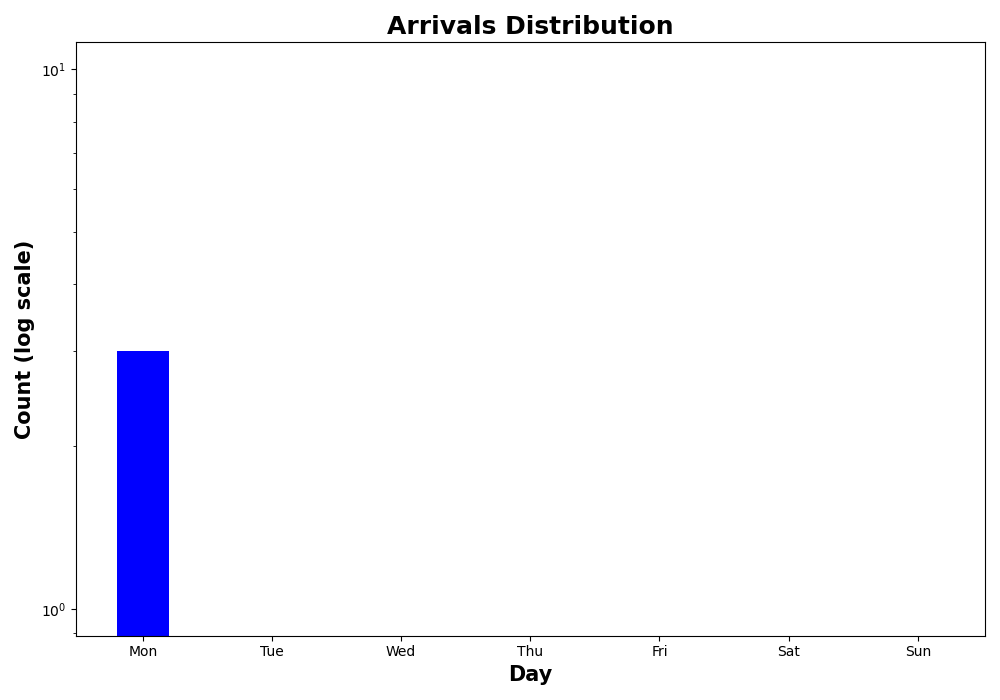 Arrivals Distribution
Count (log scale)
10¹
10⁰
Mon Tue Wed Thu Fri Sat Sun
Day